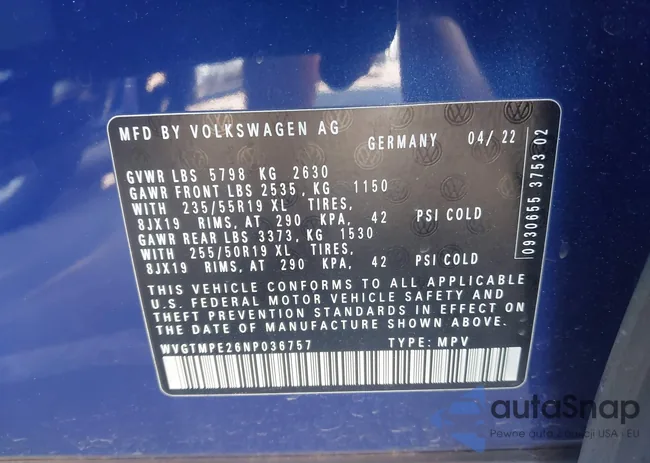 MFD BY VOLKSWAGEN AG
GERMANY 04/22
GVWR LBS 5798 KG 2630
GAWR FRONT LBS 2535, KG 1150
WITH 235/55R19 XL TIRES,
8JX19 RIMS, AT 290 KPA, 42 PSI COLD
GAWR REAR LBS 3373, KG 1530
WITH 255/50R19 XL TIRES,
8JX19 RIMS, AT 290 KPA, 42 PSI COLD
THIS VEHICLE CONFORMS TO ALL APPLICABLE
U.S. FEDERAL MOTOR VEHICLE SAFETY AND
THEFT PREVENTION STANDARDS IN EFFECT ON THE
DATE OF MANUFACTURE SHOWN ABOVE.
WVGTMPE26NP036757 TYPE: MPV
0930655 3753 02
autoSnap